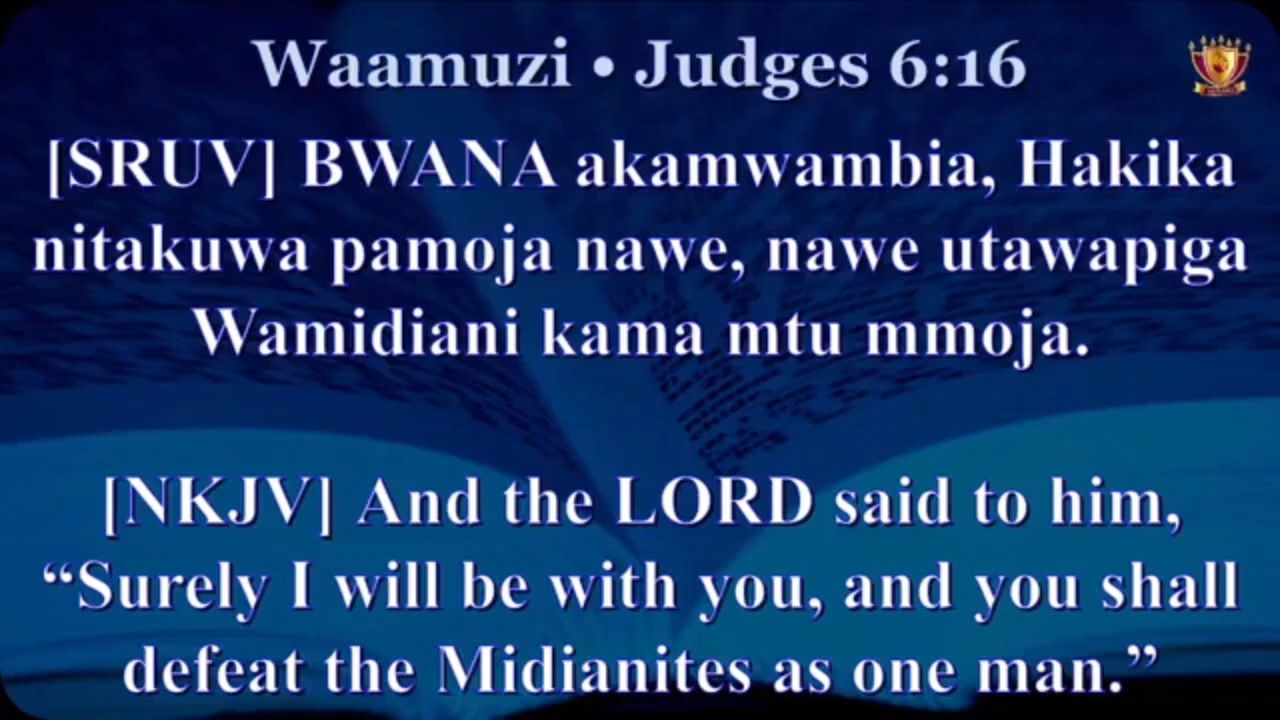 Waamuzi • Judges 6:16
[SRUV] BWANA akamwambia, Hakika
nitakuwa pamoja nawe, nawe utawapiga
Wamidiani kama mtu mmoja.
[NKJV] And the LORD said to him,
“Surely I will be with you, and you shall
defeat the Midianites as one man.”